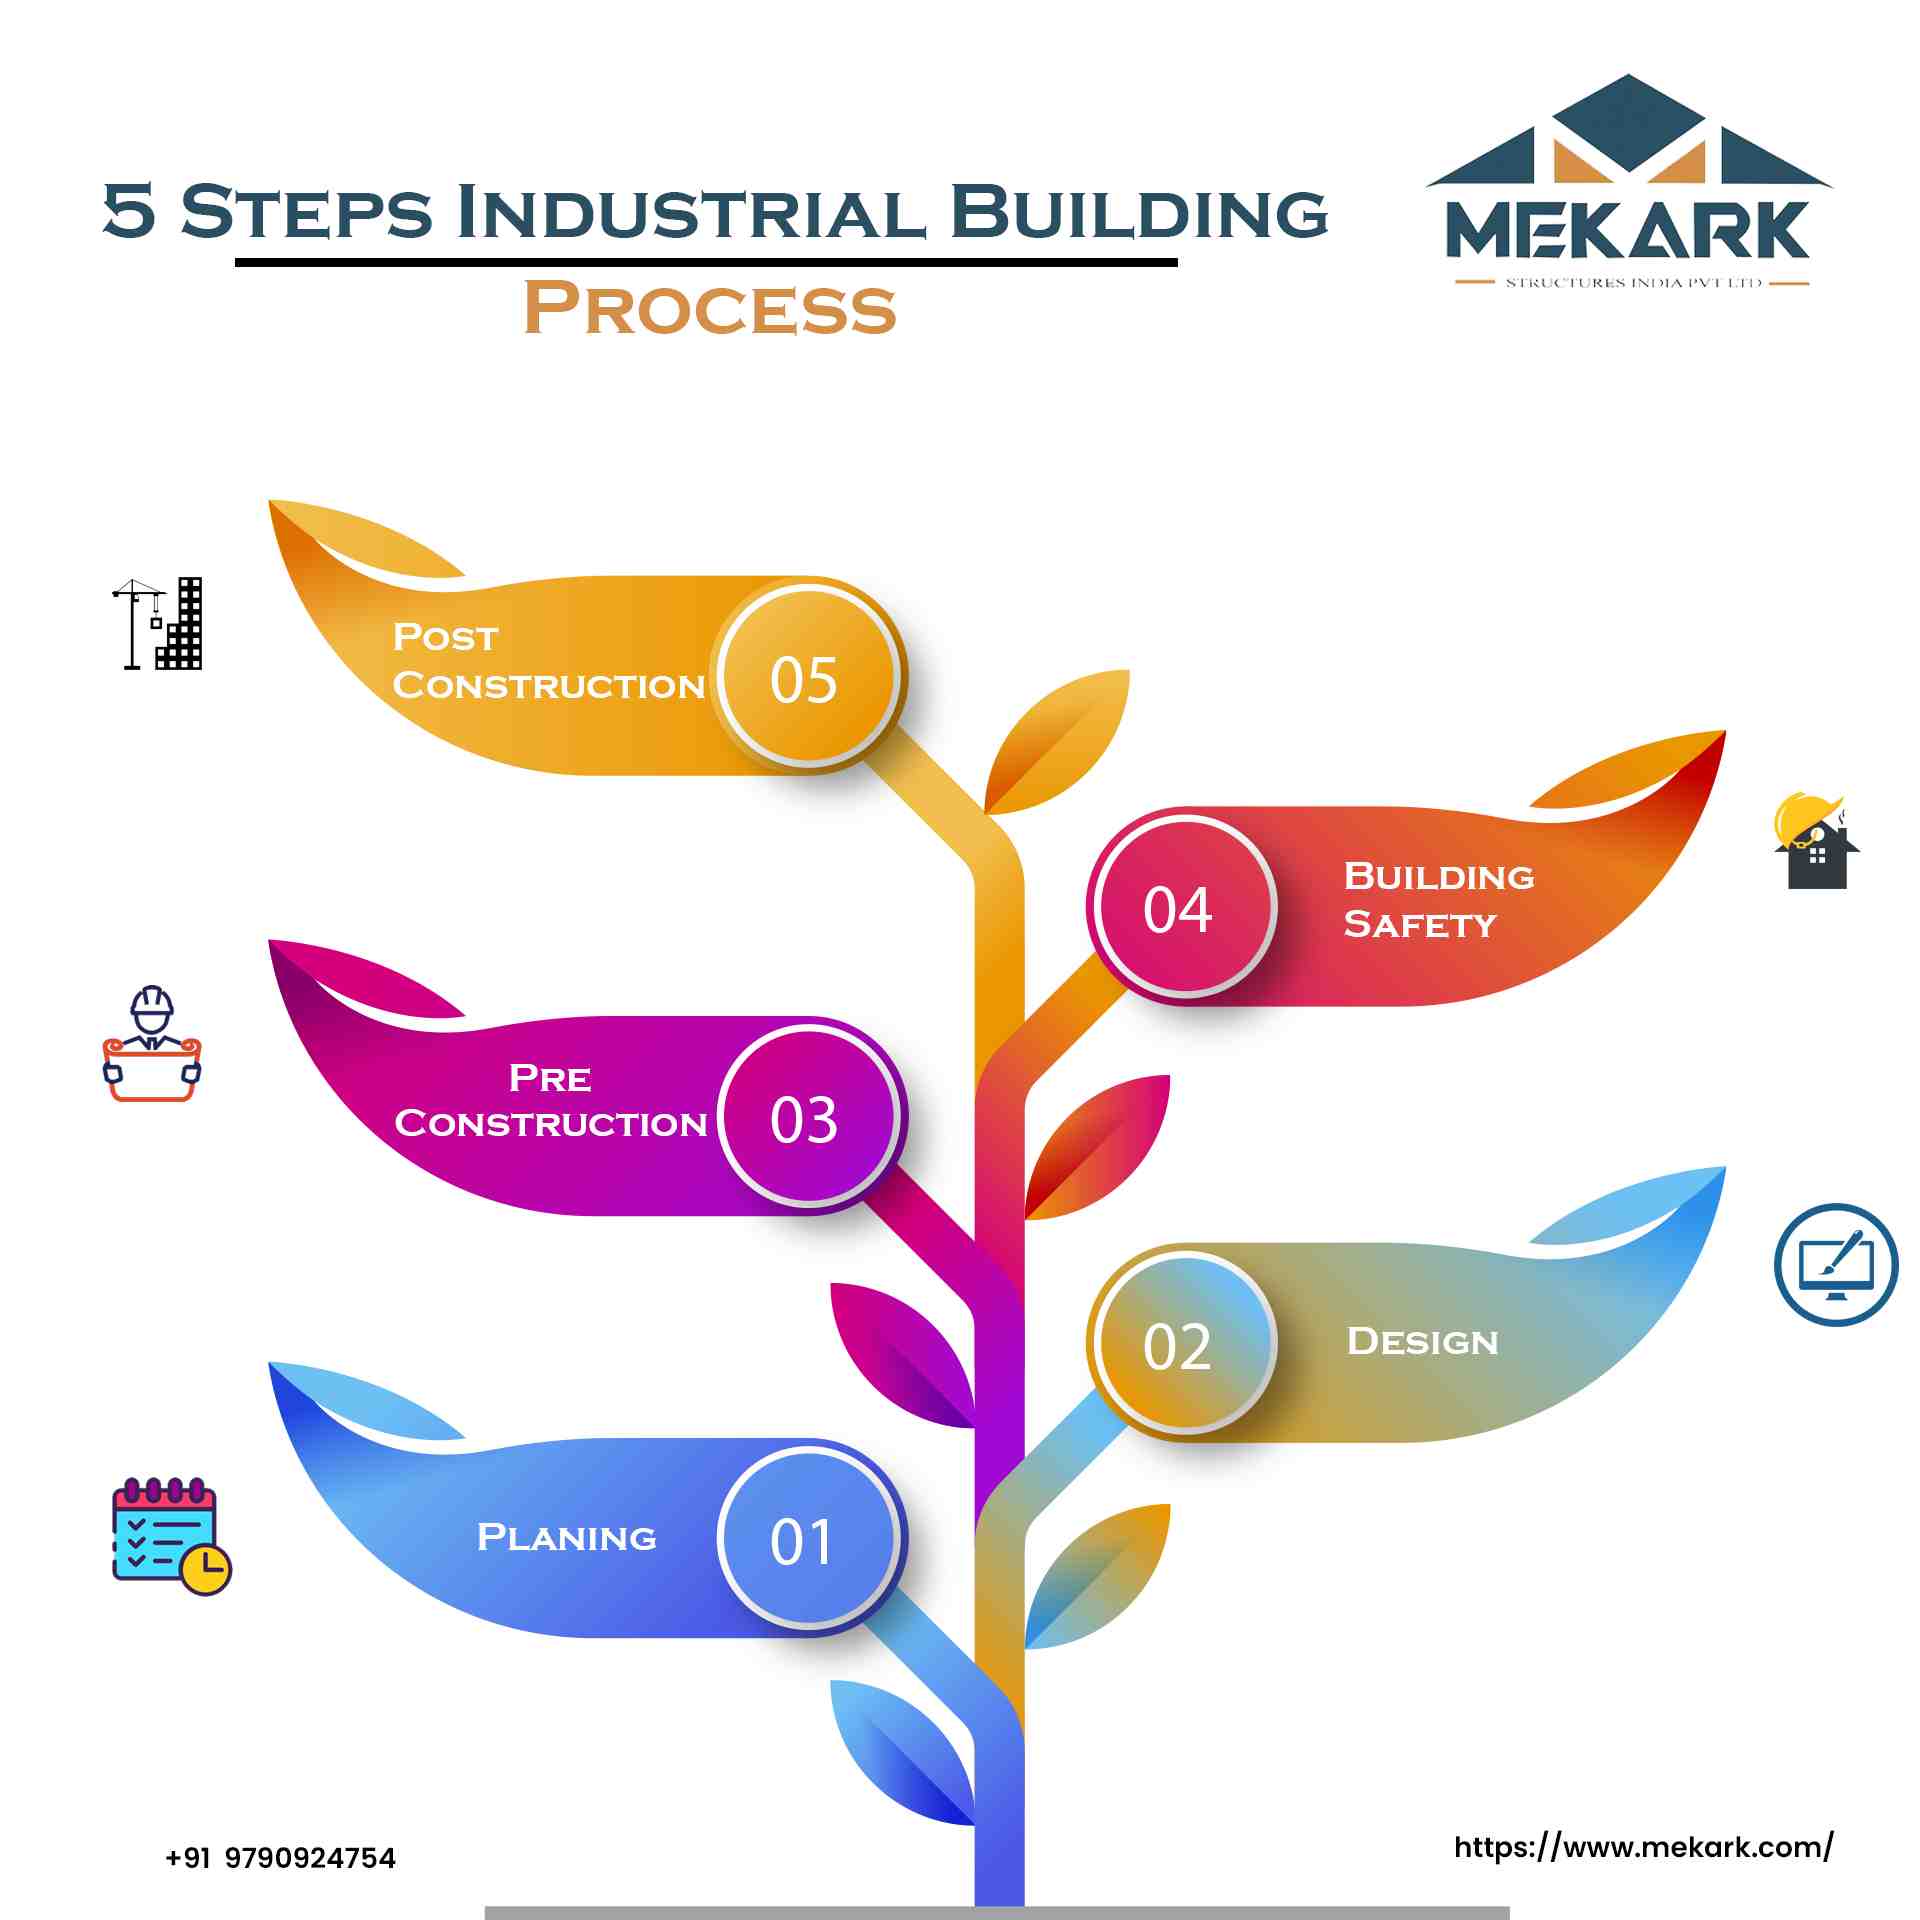 5 Steps Industrial Building
Process
MEKARK
STRUCTURES INDIA PVT LTD
Post
Construction
05
04
Building
Safety
Pre
Construction
03
02
Design
Planing
01
+91 9790924754
https://www.mekark.com/